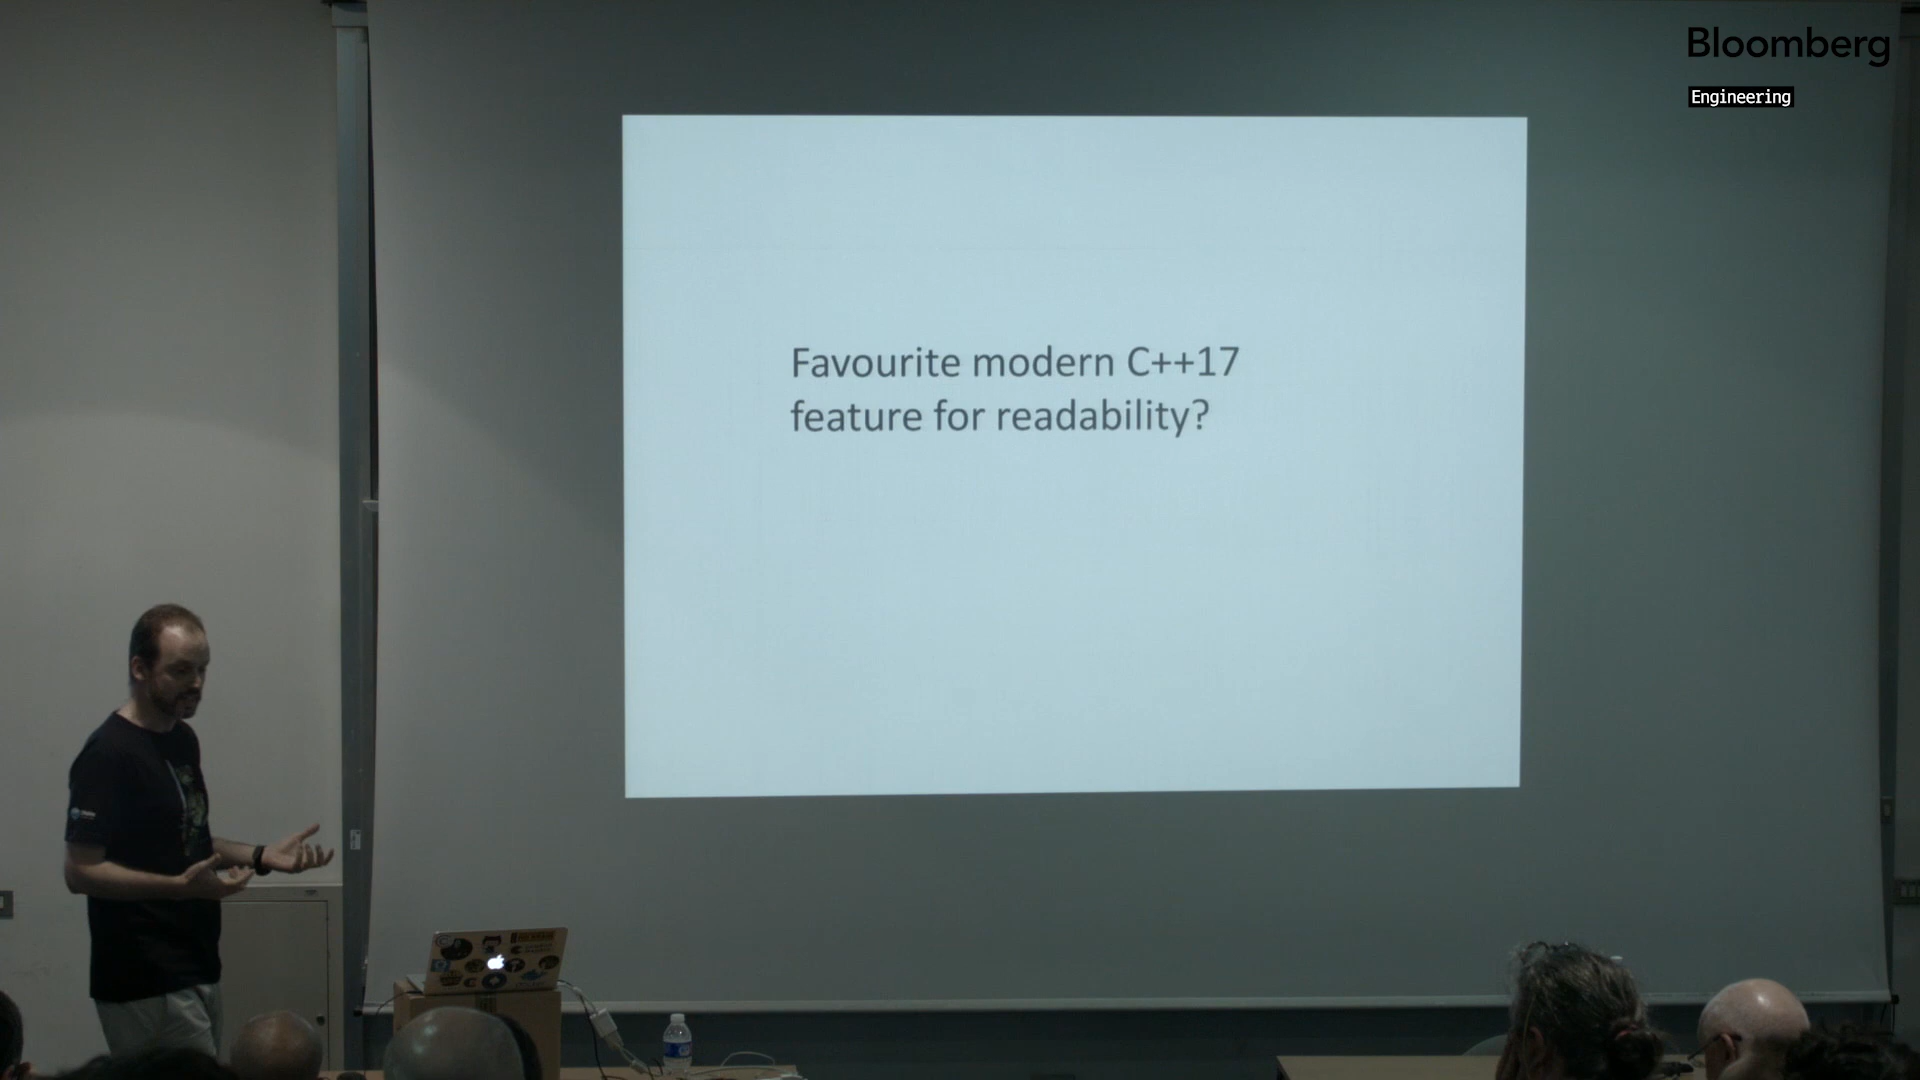 Bloomberg
Engineering
Favourite modern C++17
feature for readability?